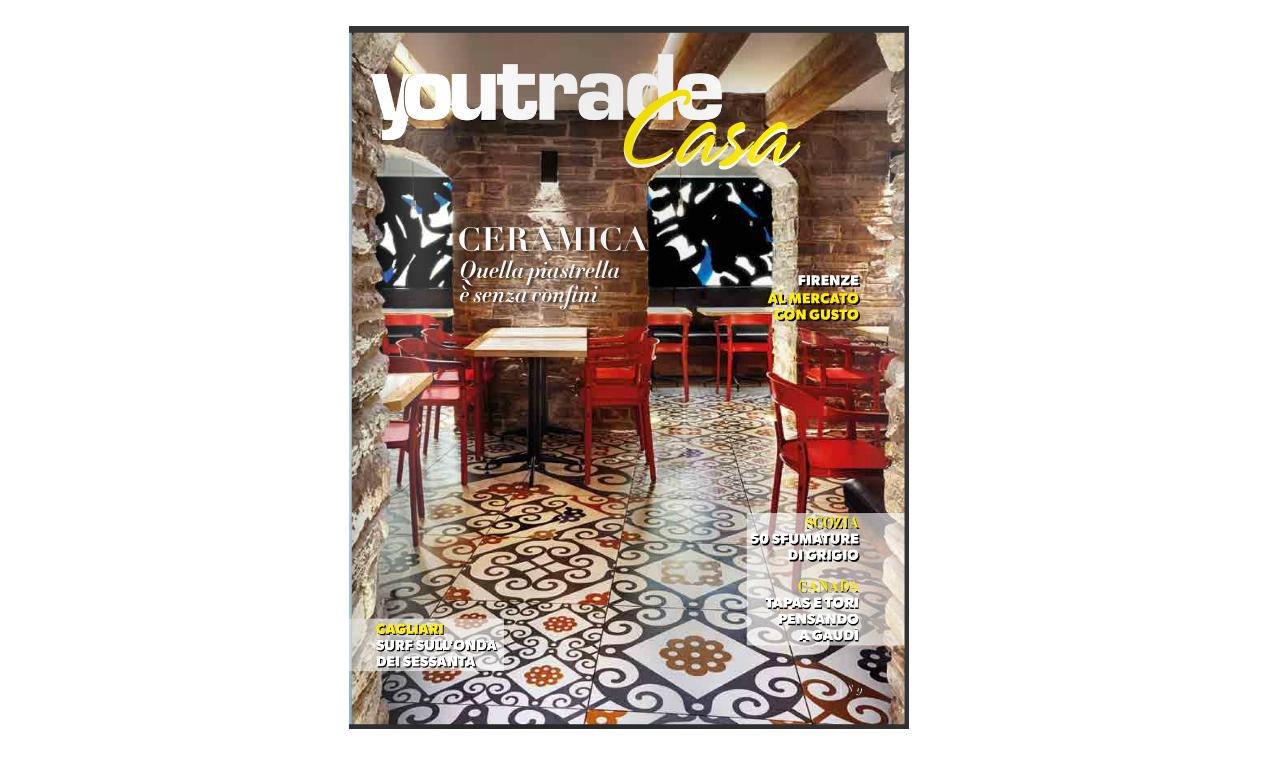 youtrade
Casa
CERAMICA
Quella piastrella
è senza confini
FIRENZE
AL MERCATO
CON GUSTO
SCOZIA
50 SFUMATURE
DI GRIGIO
CANADA
TAPAS E TORI
PENSANDO
A GAUDÌ
CAGLIARI
SURF SULL'ONDA
DEI SESSANTA